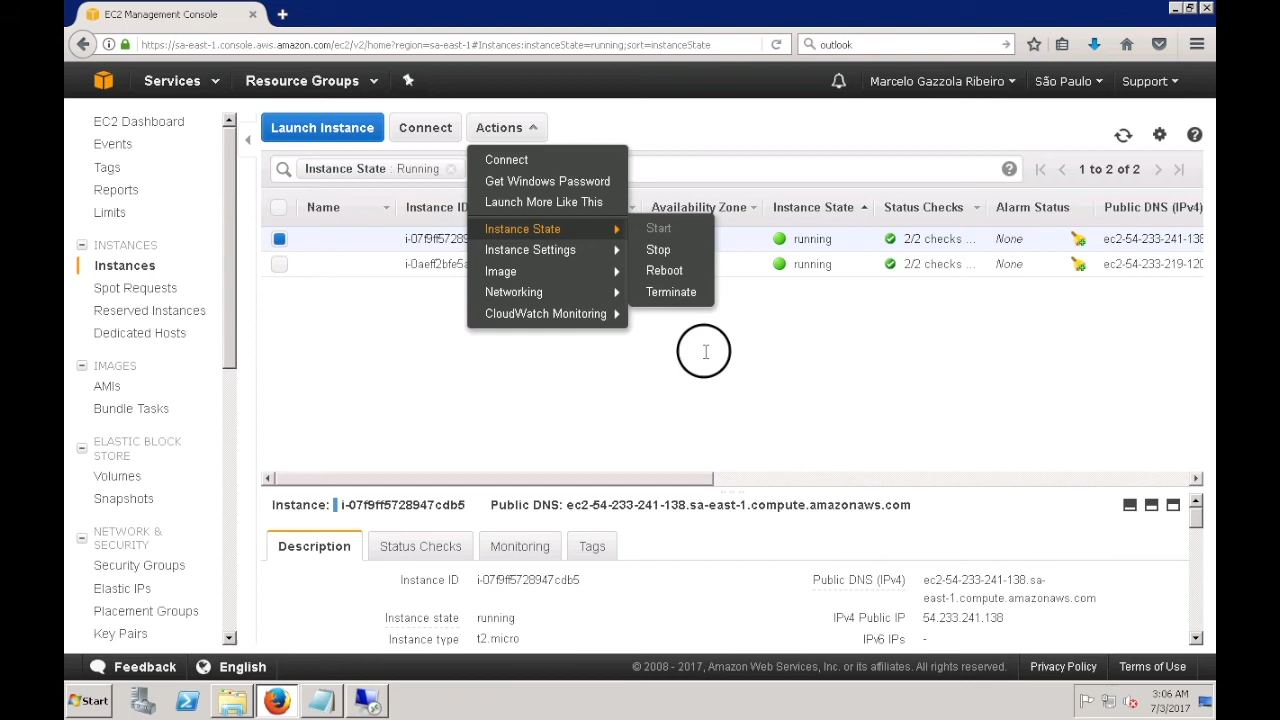 EC2 Management Console
https://sa-east-1.console.aws.amazon.com/ec2/v2/home?region=sa-east-1#Instances:instanceState=running;sort=instanceState
outlook
Services
Resource Groups
Marcelo Gazzola Ribeiro
São Paulo
Support
EC2 Dashboard
Events
Tags
Reports
Limits
INSTANCES
Instances
Spot Requests
Reserved Instances
Dedicated Hosts
IMAGES
AMIs
Bundle Tasks
ELASTIC BLOCK
STORE
Volumes
Snapshots
NETWORK &
SECURITY
Security Groups
Elastic IPs
Placement Groups
Key Pairs
Launch Instance
Connect
Actions
Instance State : Running
1 to 2 of 2
Name
Instance ID
Availability Zone
Instance State
Status Checks
Alarm Status
Public DNS (IPv4)
i-07f9ff5728
running
2/2 checks ...
None
ec2-54-233-241-138
i-0aeff2bfe5a
running
2/2 checks ...
None
ec2-54-233-219-120
Connect
Get Windows Password
Launch More Like This
Instance State
Instance Settings
Image
Networking
CloudWatch Monitoring
Start
Stop
Reboot
Terminate
Instance: i-07f9ff5728947cdb5 Public DNS: ec2-54-233-241-138.sa-east-1.compute.amazonaws.com
Description
Status Checks
Monitoring
Tags
Instance ID i-07f9ff5728947cdb5
Instance state running
Instance type t2.micro
Public DNS (IPv4) ec2-54-233-241-138.sa-
east-1.compute.amazonaws.com
IPv4 Public IP 54.233.241.138
IPv6 IPs -
Feedback
English
© 2008 - 2017, Amazon Web Services, Inc. or its affiliates. All rights reserved.
Privacy Policy
Terms of Use
Start
3:06 AM
7/3/2017